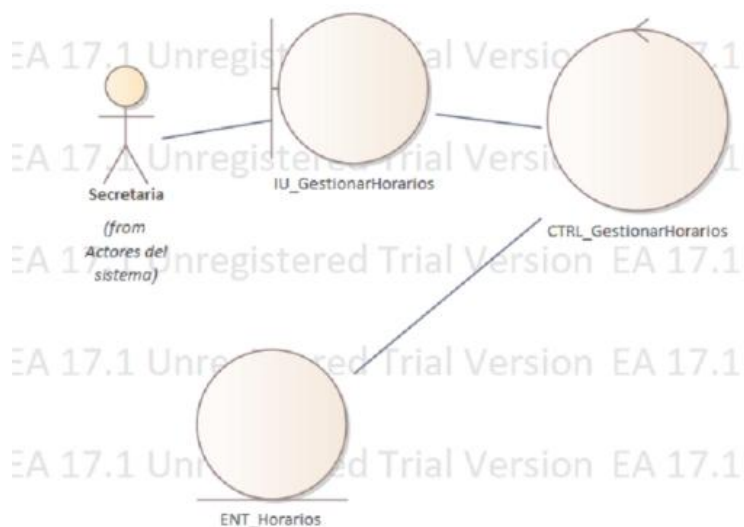 EA 17.1 Unregistered Trial Version EA 17.1
EA 17.1 Unregistered Trial Version EA 17.1
IU_GestionarHorarios
Secretaria
(from
Actores del
sistema)
CTRL_GestionarHorarios
EA 17.1 Unregistered Trial Version EA 17.1
EA 17.1 Unregistered Trial Version EA 17.1
EA 17.1 Unregistered Trial Version EA 17.1
ENT_Horarios